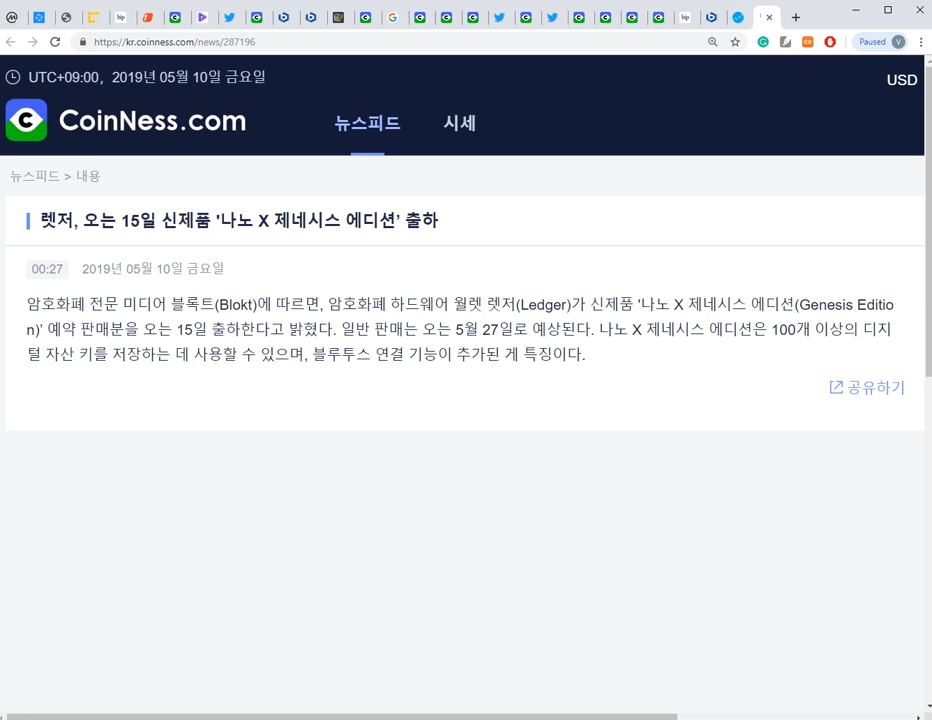 https://kr.coinness.com/news/287196
Paused V
UTC+09:00, 2019년 05월 10일 금요일
USD
CoinNess.com
뉴스피드 시세
뉴스피드 > 내용
렛저, 오는 15일 신제품 '나노 X 제네시스 에디션’ 출하
00:27 2019년 05월 10일 금요일
암호화폐 전문 미디어 블록트(Blokt)에 따르면, 암호화폐 하드웨어 월렛 렛저(Ledger)가 신제품 '나노 X 제네시스 에디션(Genesis Editio
n)’ 예약 판매분을 오는 15일 출하한다고 밝혔다. 일반 판매는 오는 5월 27일로 예상된다. 나노 X 제네시스 에디션은 100개 이상의 디지
털 자산 키를 저장하는 데 사용할 수 있으며, 블루투스 연결 기능이 추가된 게 특징이다.
공유하기